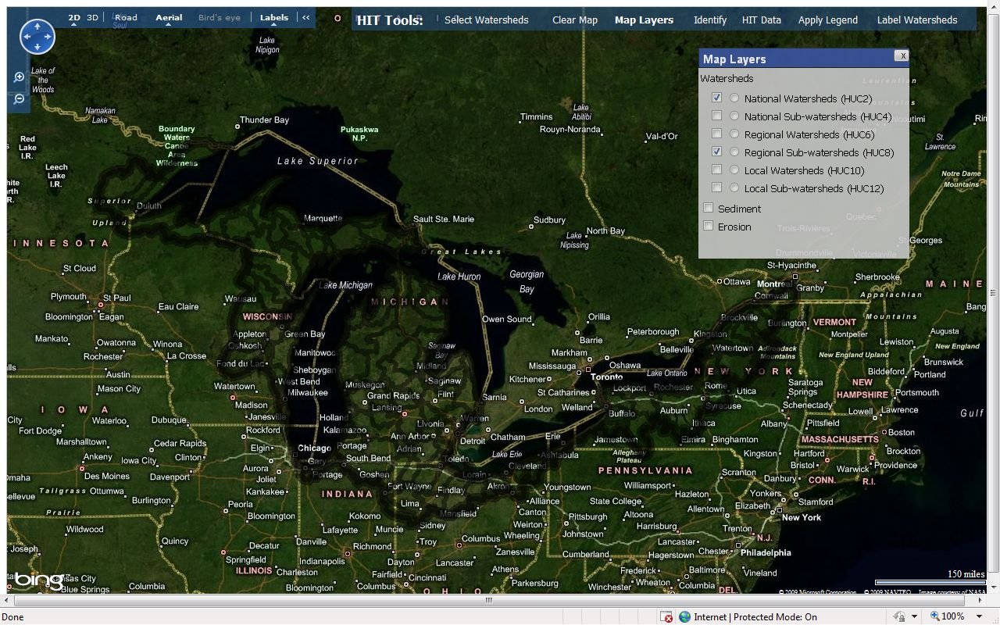 2D 3D Road Aerial Bird's eye Labels <<
HIT Tools: Select Watersheds Clear Map Map Layers Identify HIT Data Apply Legend Label Watersheds
Map Layers x
Watersheds
National Watersheds (HUC2)
National Sub-watersheds (HUC4)
Regional Watersheds (HUC6)
Regional Sub-watersheds (HUC8)
Local Watersheds (HUC10)
Local Sub-watersheds (HUC12)
Sediment
Erosion
Lake Nipigon
Lake of the Woods
Namakan Lake
Boundary Waters Canoe Area Wilderness
Thunder Bay
Pukaskwa N.P.
Timmins
Lake Abitibi
Rouyn-Noranda
Val-d'Or
Red Lake I.R.
Leech Lake I.R.
St. Lawrence
Notre Dame Mountains
Lake Superior
Superior Upland
Duluth
Marquette
Sault Ste. Marie
Sudbury
North Bay
Lake Nipissing
Quebec
Trois-Rivières
St-Georges
Drummondville
Victoriaville
St-Hyacinthe
Great Lakes
St Cloud
Lake Michigan
Lake Huron
Georgian Bay
Ottawa
Montreal
Granby
Sherbrooke
MAINE
Cornwall
Appalachian Mountains
Plymouth
St Paul
Bloomington
Eagan
Eau Claire
Wausau
MICHIGAN
WISCONSIN
Owen Sound
Orillia
Barrie
Peterborough
Brockville
Burlington
VERMONT
Montpelier
Augusta
Mankato
Owatonna
Rochester
Winona
La Crosse
Appleton
Oshkosh
Green Bay
Fond du Lac
Manitowoc
Sheboygan
Saginaw Bay
Midland
Saginaw
Markham
Mississauga
Oshawa
Toronto
Belleville
Kingston
Watertown
Adirondack Mountains
New England Upland
Lewiston
New England
Brunswick
Biddeford
Portland
Austin
Mason City
Watertown
West Bend
Milwaukee
Muskegon
Grand Rapids
Flint
Lansing
Sarnia
Kitchener
St Catharines
Lake Ontario
Lockport
Rochester
NEW YORK
Rome
Utica
Syracuse
Saratoga Springs
NEW HAMPSHIRE
Portsmouth
IOWA
Waterloo
Fort Dodge
Dubuque
Madison
Janesville
Rockford
Holland
Kalamazoo
Livonia
Warren
London
Welland
Buffalo
Auburn
Schenectady
Lowell
Lawrence
Gulf
Marshalltown
Ankeny
Cedar Rapids
Iowa City
Clinton
Elgin
Chicago
Portage
Ann Arbor
Detroit
Chatham
Erie
Jamestown
Ithaca
Elmira
Binghamton
Albany
Pittsfield
MASSACHUSETTS
Boston
Brockton
Des Moines
Davenport
Aurora
Joliet
Gary
Portage
South Bend
Goshen
Adrian
Toledo
Lake Erie
Lorain
Cleveland
Ashtabula
Allegheny Plateau
PENNSYLVANIA
Kingston
Hartford
Bristol
Warwick
Providence
Scranton
Danbury
CONN.
R.I.
Tallgrass Prairie
Ottumwa
Burlington
Kankakee
Peoria
Bloomington
INDIANA
Fort Wayne
Findlay
Akron
Youngstown
Williamsport
Hazleton
Yonkers
Stamford
Wildwood
Quincy
Kokomo
Lafayette
Muncie
Lima
Mansfield
Alliance
Canton
State College
Allentown
Elizabeth
New York
Decatur
Springfield
ILLINOIS
Danville
Richmond
Indianapolis
Sidney
Troy
Columbus
Weirton
Wheeling
Pittsburgh
Altoona
Johnstown
Harrisburg
Trenton
N.J.
Columbia
Charleston
Bloomington
Dayton
Lancaster
Fairfield
Cincinnati
Columbus
Zanesville
Athens
Parkersburg
OHIO
Cumberland
Hagerstown
Lancaster
Chester
Philadelphia
Frederick
Baltimore
Vineland
Winchester
Wheaton
Columbia
DEL.
Blue Springs
bing
150 miles
© 2009 Microsoft Corporation © 2009 NAVTEQ Image courtesy of NASA
Done Internet | Protected Mode: On 100%